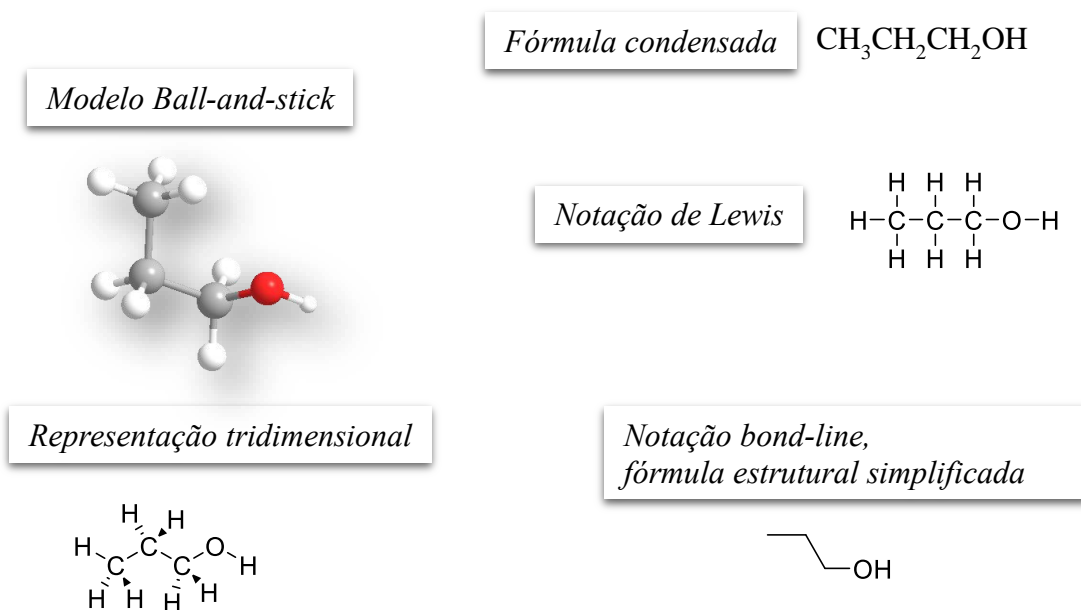 Fórmula condensada CH₃CH₂CH₂OH
Modelo Ball-and-stick
Notação de Lewis
H H H
H-C-C-C-O-H
H H H
Representação tridimensional
H H
H C O H
C C
H H H H
Notação bond-line,
fórmula estrutural simplificada
OH